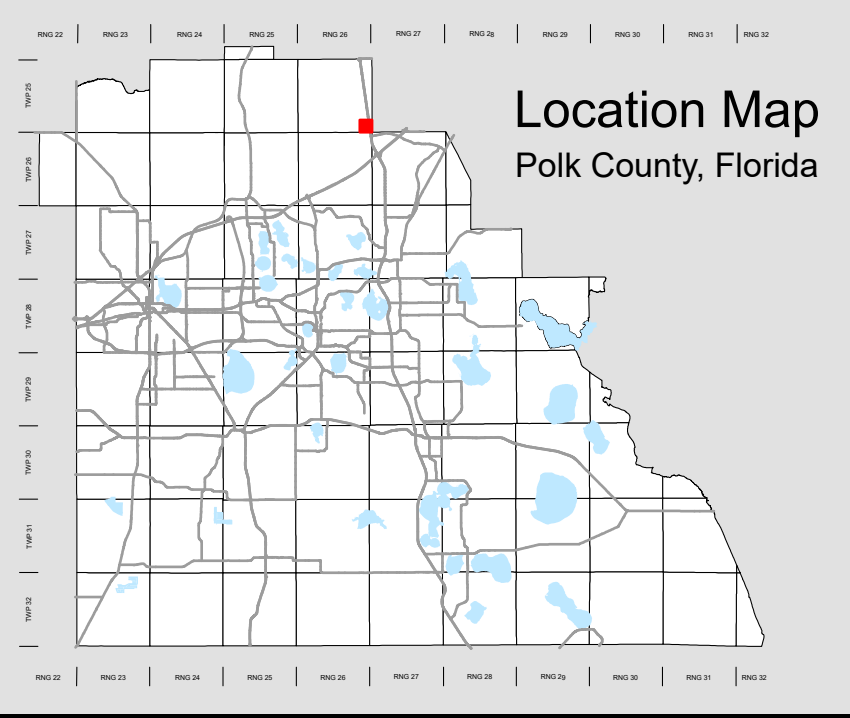 RNG 22 RNG 23 RNG 24 RNG 25 RNG 26 RNG 27 RNG 28 RNG 29 RNG 30 RNG 31 RNG 32
TWP 25
Location Map
Polk County, Florida
TWP 26
TWP 27
TWP 28
TWP 29
TWP 30
TWP 31
TWP 32
RNG 22 RNG 23 RNG 24 RNG 25 RNG 26 RNG 27 RNG 28 RNG 29 RNG 30 RNG 31 RNG 32